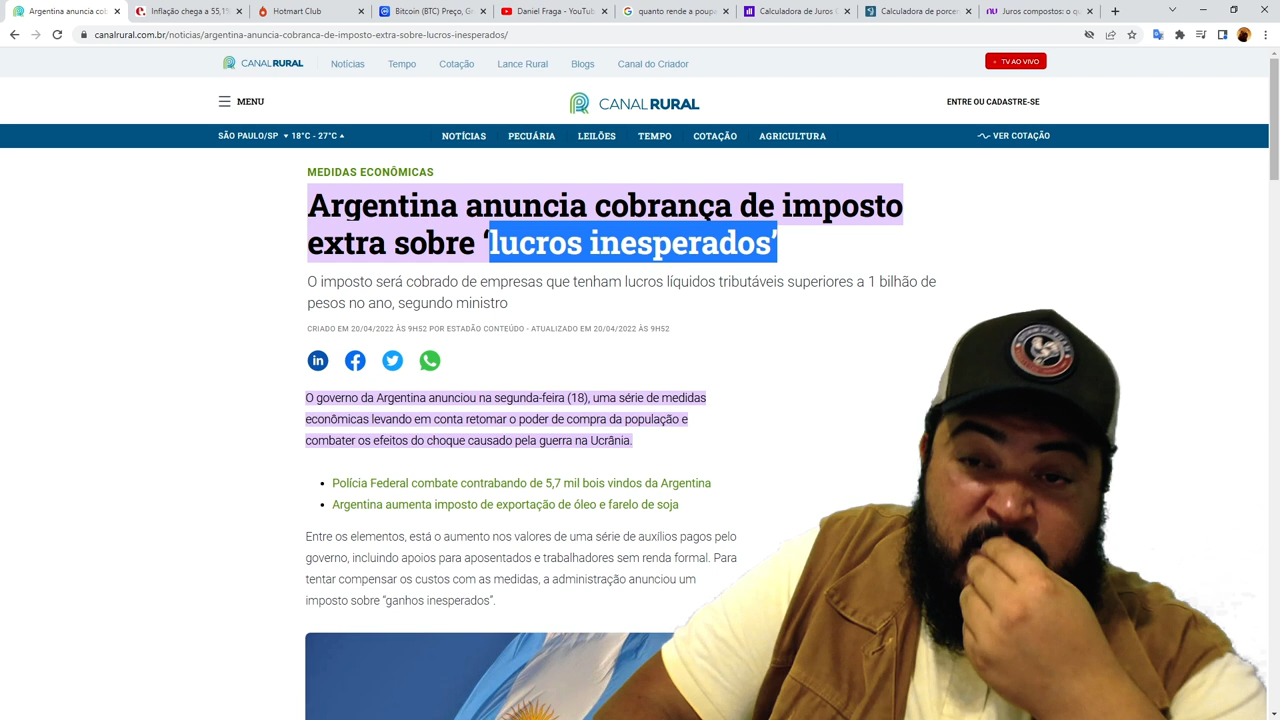 Argentina anuncia cob
Inflação chega a 55,1%
Hotmart Club
Bitcoin (BTC) Preço, Gr
Daniel Fraga - YouTub
quanto rende a poupe
Calculadora de Juros C
Calculadora de porcen
Juros compostos: o qu
canalrural.com.br/noticias/argentina-anuncia-cobranca-de-imposto-extra-sobre-lucros-inesperados/
CANALRURAL
Notícias
Tempo
Cotação
Lance Rural
Blogs
Canal do Criador
TV AO VIVO
MENU
CANALRURAL
ENTRE OU CADASTRE-SE
SÃO PAULO/SP 18°C - 27°C
NOTÍCIAS
PECUÁRIA
LEILÕES
TEMPO
COTAÇÃO
AGRICULTURA
VER COTAÇÃO
MEDIDAS ECONÔMICAS
Argentina anuncia cobrança de imposto
extra sobre ‘lucros inesperados’
O imposto será cobrado de empresas que tenham lucros líquidos tributáveis superiores a 1 bilhão de
pesos no ano, segundo ministro
CRIADO EM 20/04/2022 ÀS 9H52 POR ESTADÃO CONTEÚDO - ATUALIZADO EM 20/04/2022 ÀS 9H52
O governo da Argentina anunciou na segunda-feira (18), uma série de medidas
econômicas levando em conta retomar o poder de compra da população e
combater os efeitos do choque causado pela guerra na Ucrânia.
Polícia Federal combate contrabando de 5,7 mil bois vindos da Argentina
Argentina aumenta imposto de exportação de óleo e farelo de soja
Entre os elementos, está o aumento nos valores de uma série de auxílios pagos pelo
governo, incluindo apoios para aposentados e trabalhadores sem renda formal. Para
tentar compensar os custos com as medidas, a administração anunciou um
imposto sobre “ganhos inesperados”.